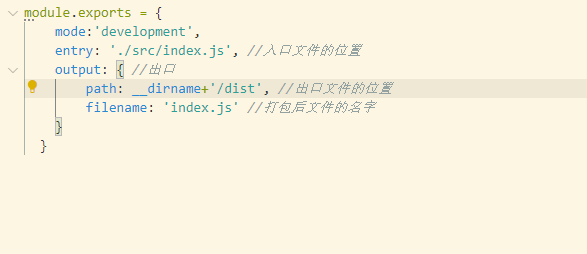 module.exports = {
mode:'development',
entry: './src/index.js', //入口文件的位置
output: { //出口
path: __dirname+'/dist', //出口文件的位置
filename: 'index.js' //打包后文件的名字
}
}